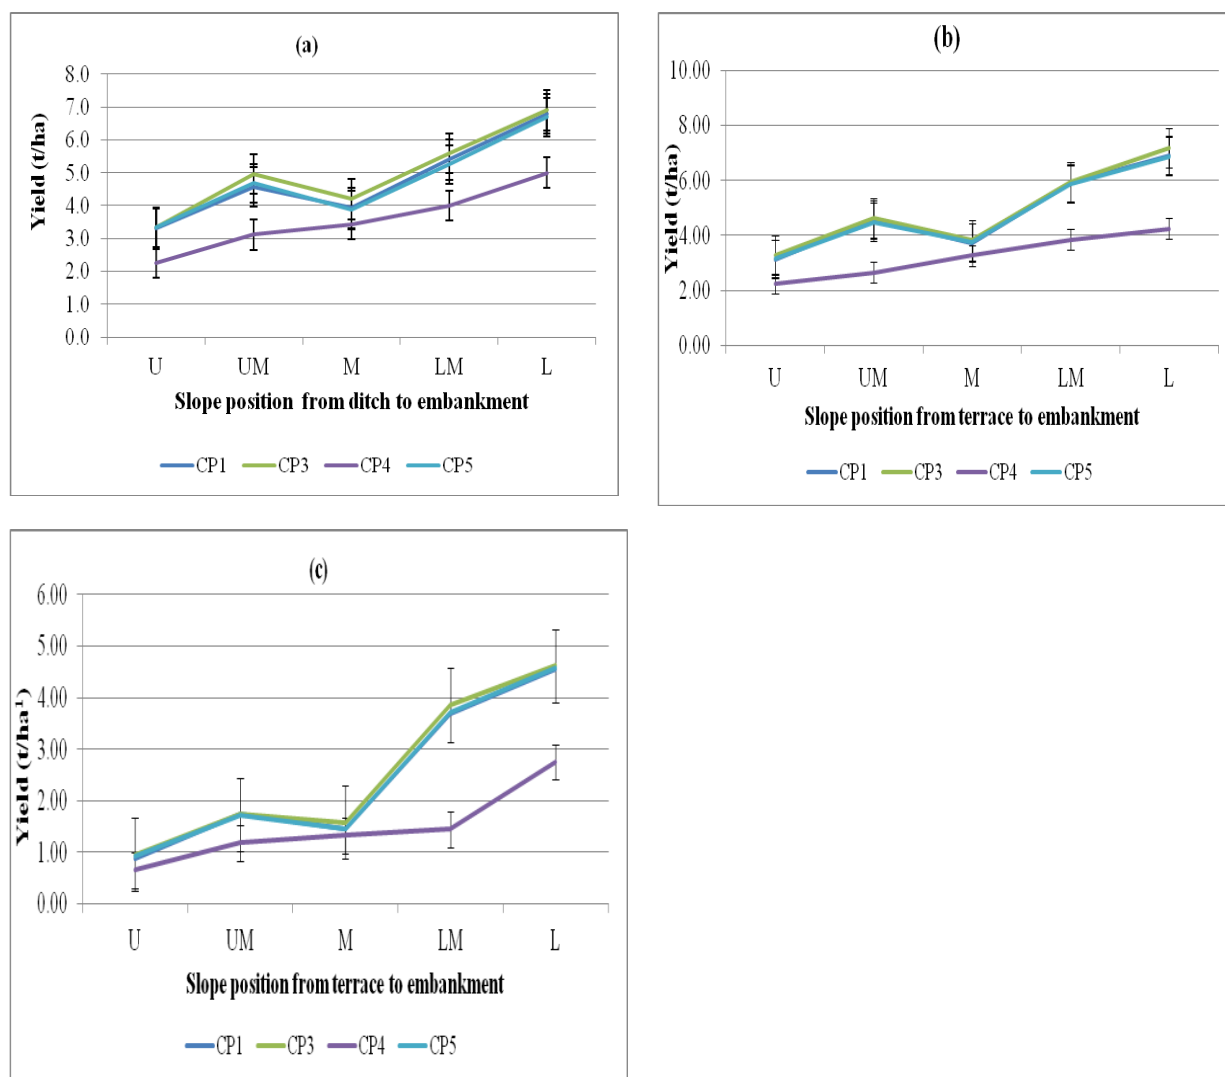 (a)
8.0
7.0
6.0
5.0
4.0
3.0
2.0
1.0
0.0
Yield (t/ha)
U UM M LM L
Slope position from ditch to embankment
CP1 CP3 CP4 CP5
(b)
10.00
8.00
6.00
4.00
2.00
0.00
Yield (t/ha)
U UM M LM L
Slope position from terrace to embankment
CP1 CP3 CP4 CP5
(c)
6.00
5.00
4.00
3.00
2.00
1.00
0.00
Yield (t/ha¹)
U UM M LM L
Slope position from terrace to embankment
CP1 CP3 CP4 CP5